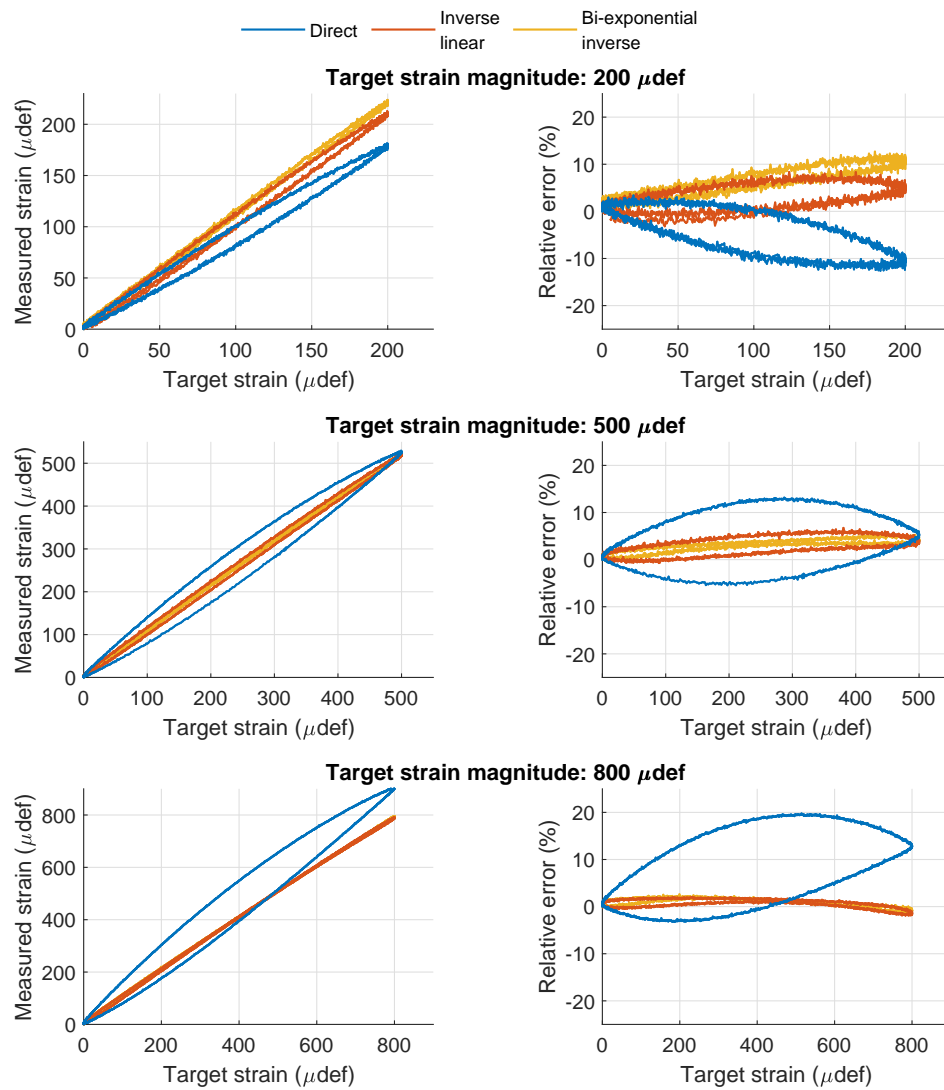 Direct
Inverse
linear
Bi-exponential
inverse
Target strain magnitude: 200 μdef
Measured strain (μdef)
200
150
100
50
0
0 50 100 150 200
Target strain (μdef)
Relative error (%)
20
10
0
-10
-20
0 50 100 150 200
Target strain (μdef)
Target strain magnitude: 500 μdef
Measured strain (μdef)
500
400
300
200
100
0
0 100 200 300 400 500
Target strain (μdef)
Relative error (%)
20
10
0
-10
-20
0 100 200 300 400 500
Target strain (μdef)
Target strain magnitude: 800 μdef
Measured strain (μdef)
800
600
400
200
0
0 200 400 600 800
Target strain (μdef)
Relative error (%)
20
10
0
-10
-20
0 200 400 600 800
Target strain (μdef)